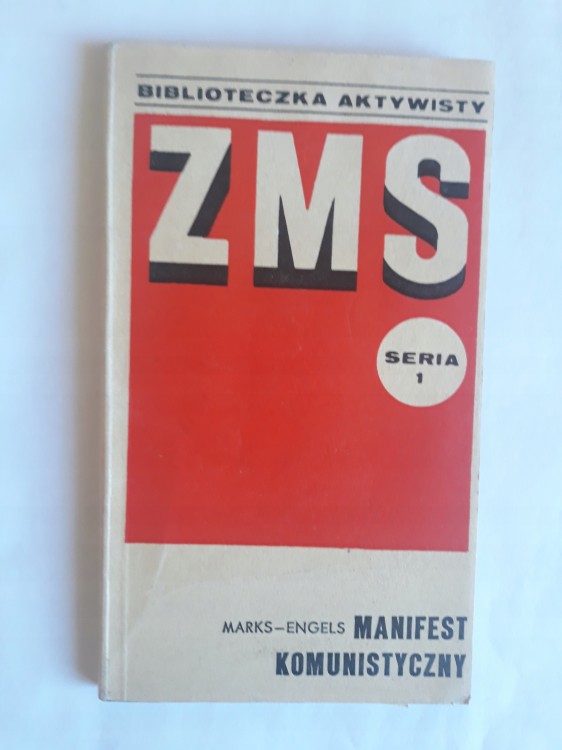 BIBLIOTECZKA AKTYWISTY
ZMS
SERIA
1
MARKS–ENGELS MANIFEST
KOMUNISTYCZNY